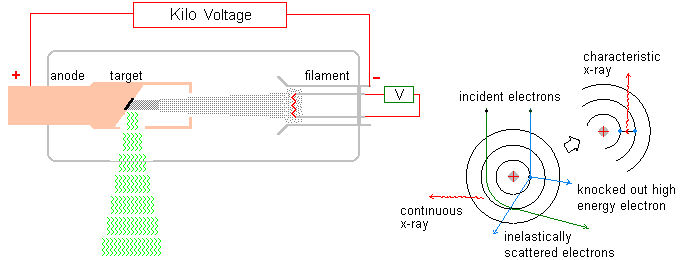 Kilo Voltage
+
anode
target
filament
−
V
characteristic
x-ray
incident electrons
+
knocked out high
energy electron
continuous
x-ray
inelastically
scattered electrons